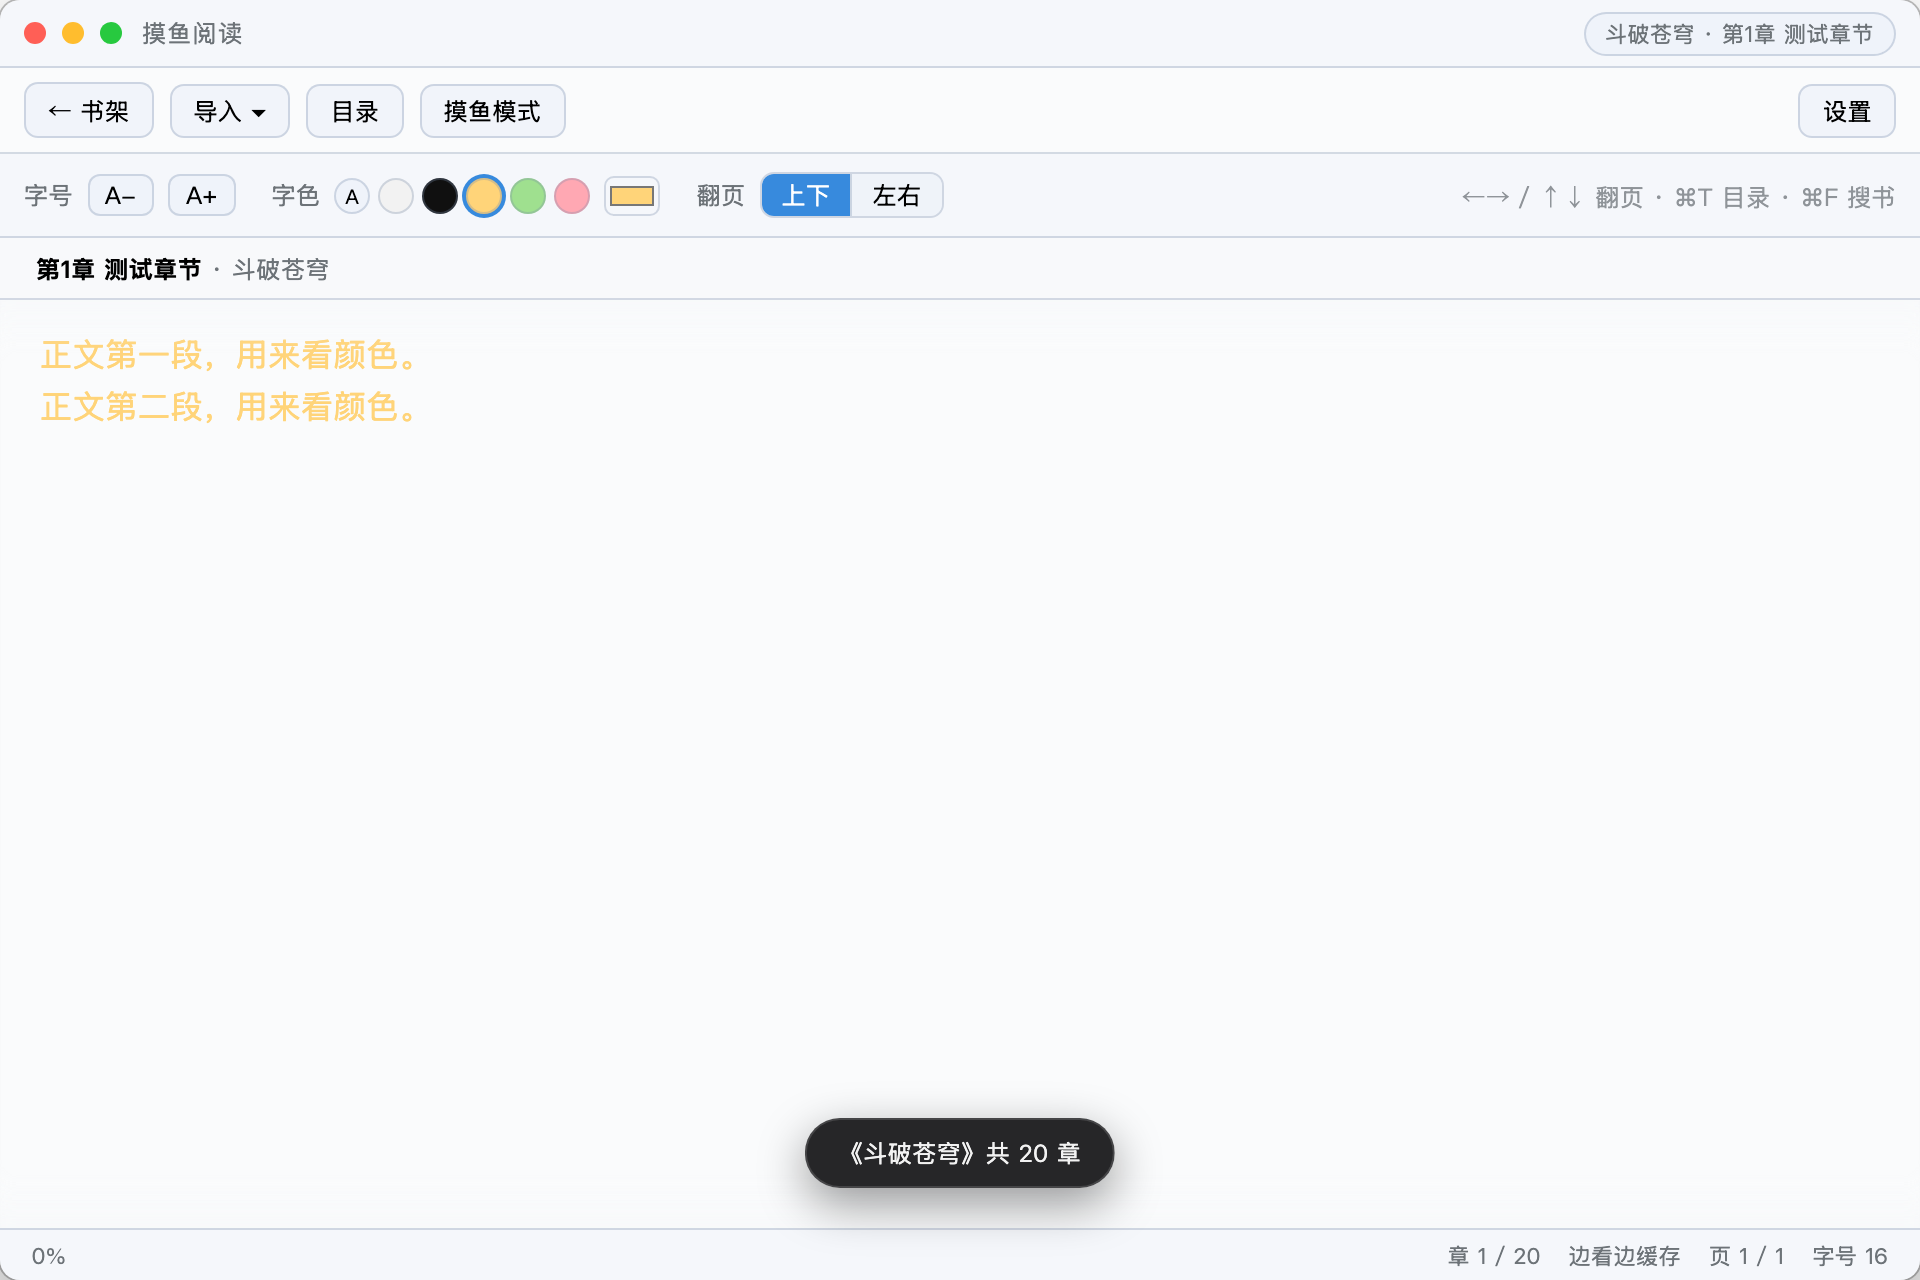 摸鱼阅读
斗破苍穹 · 第1章 测试章节
← 书架
导入
目录
摸鱼模式
设置
字号 A− A+ 字色 A 翻页 上下 左右
←→ / ↑↓ 翻页 · ⌘T 目录 · ⌘F 搜书
第1章 测试章节 · 斗破苍穹
正文第一段，用来看颜色。
正文第二段，用来看颜色。
《斗破苍穹》共 20 章
0%
章 1 / 20 边看边缓存 页 1 / 1 字号 16